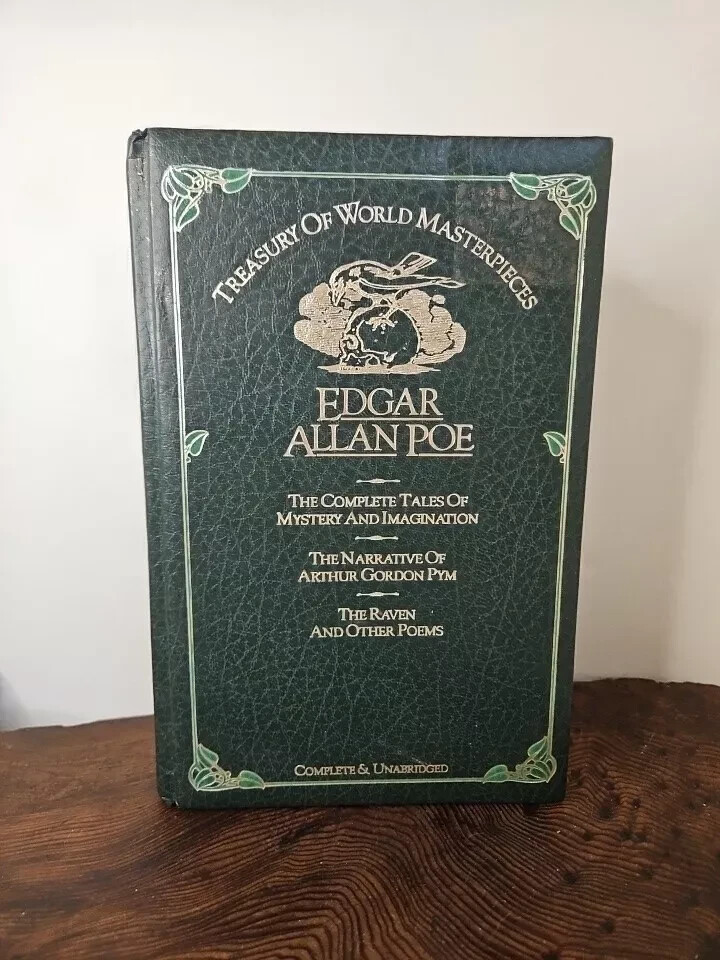 Treasury Of World Masterpieces
Edgar
Allan Poe
The Complete Tales Of
Mystery And Imagination
The Narrative Of
Arthur Gordon Pym
The Raven
And Other Poems
Complete & Unabridged